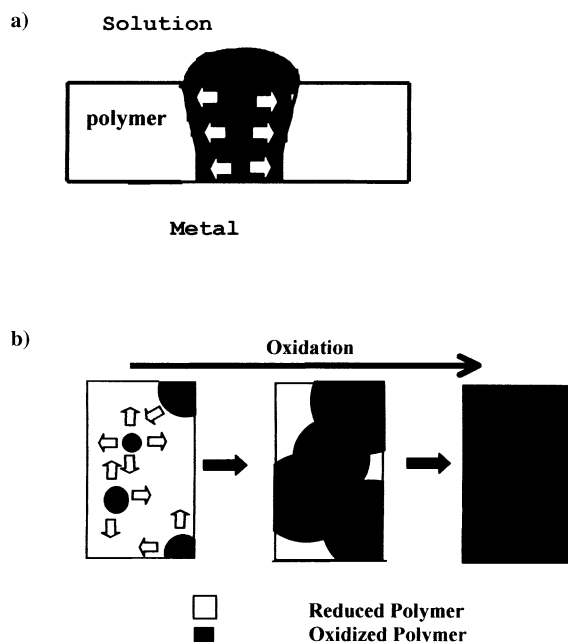 a)
Solution
polymer
Metal
b)
Oxidation
Reduced Polymer
Oxidized Polymer